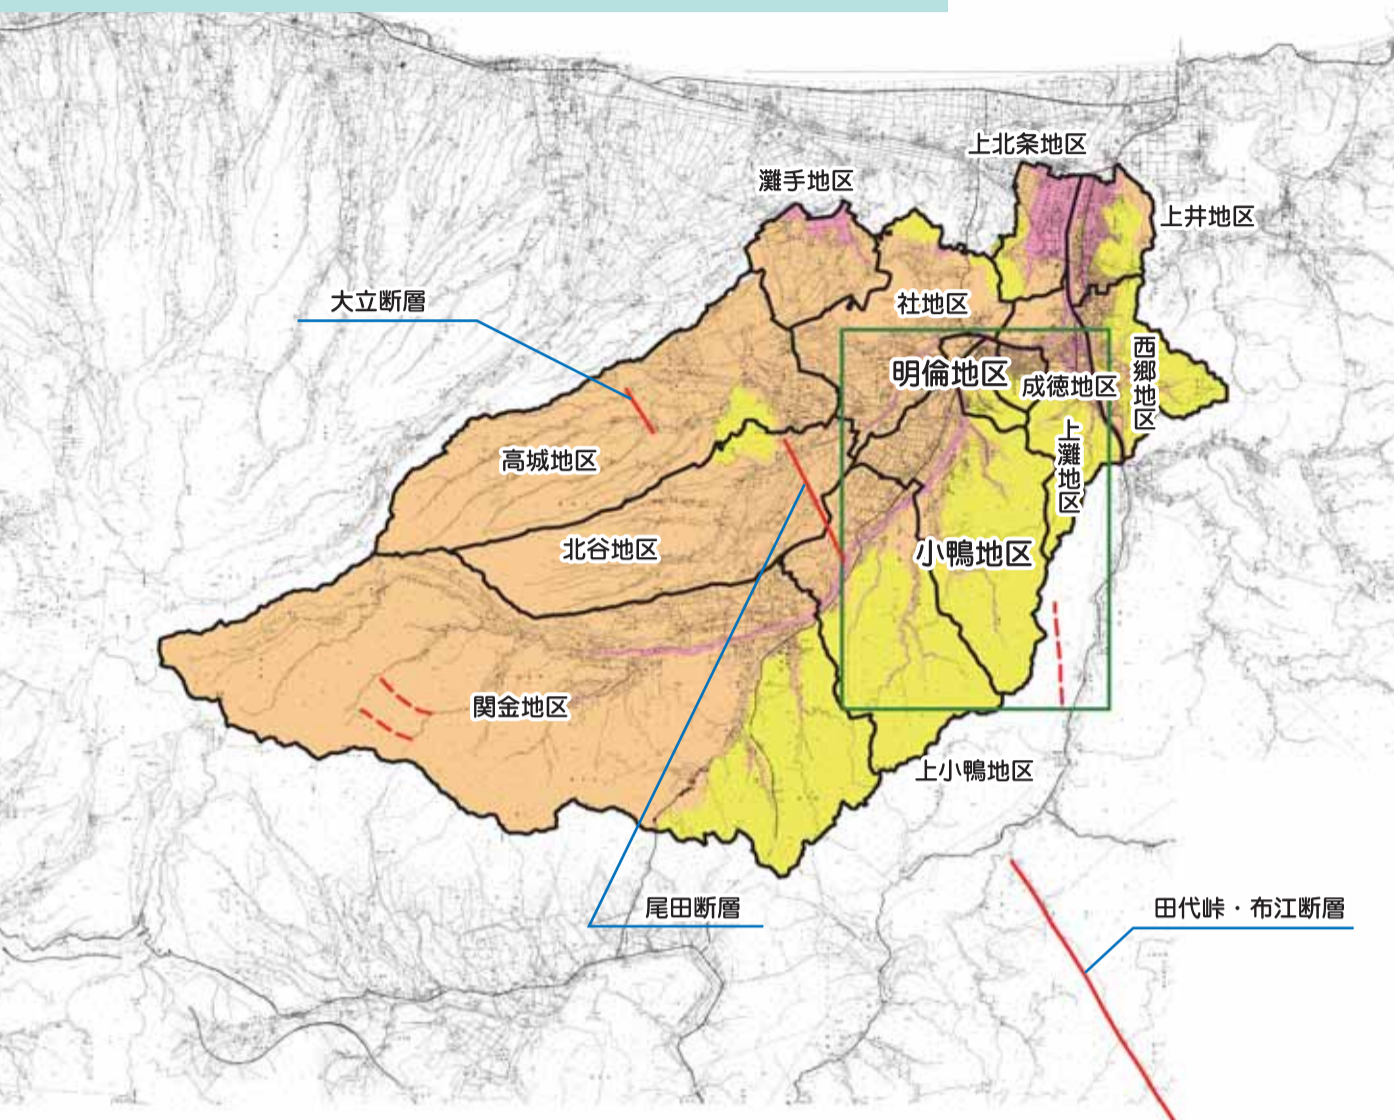 上北条地区
灘手地区
上井地区
大立断層
社地区
西郷地区
明倫地区
成徳地区
上灘地区
高城地区
北谷地区
小鴨地区
関金地区
上小鴨地区
尾田断層
田代峠・布江断層